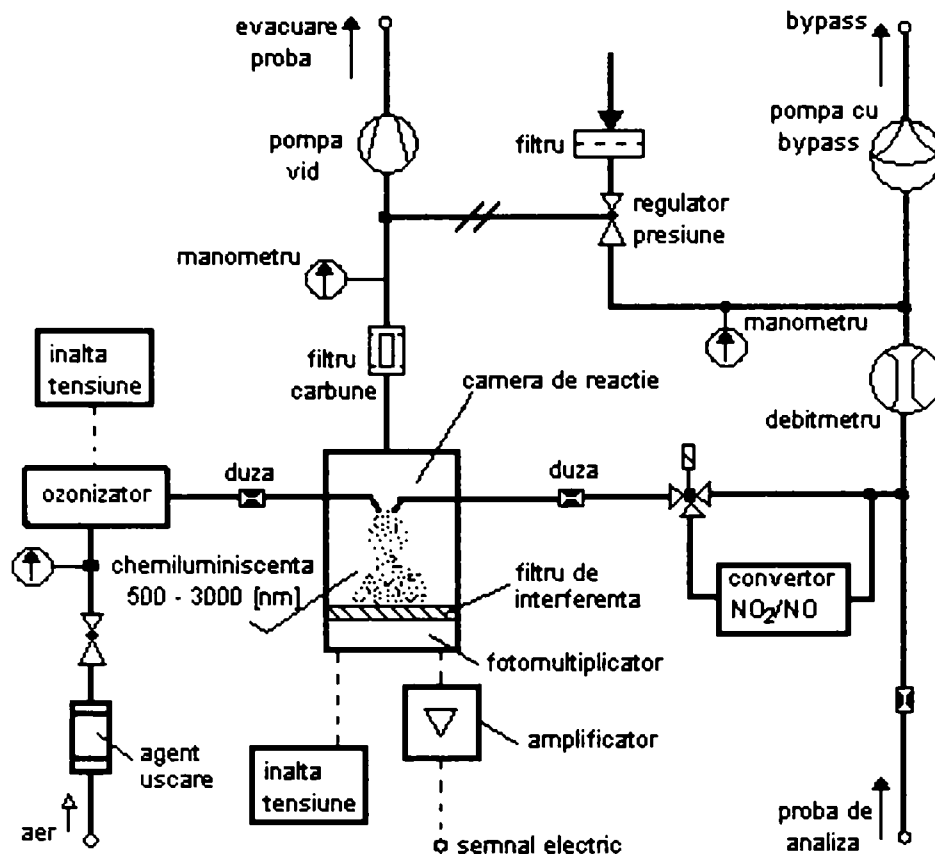 evacuare
proba
bypass
pompa
vid
filtru
pompa cu
bypass
regulator
presiune
manometru
manometru
inalta
tensiune
filtru
carbune
camera de reactie
debitmetru
ozonizator
duza
duza
chemiluminiscenta
500 - 3000 [nm]
filtru de
interferenta
convertor
NO2/NO
fotomultiplicator
agent
uscare
inalta
tensiune
amplificator
aer
semnal electric
proba de
analiza